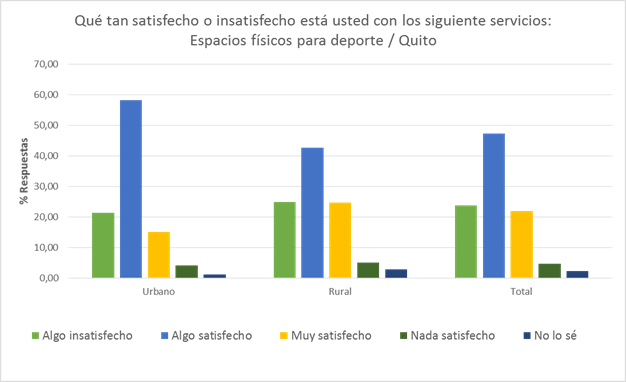 Qué tan satisfecho o insatisfecho está usted con los siguiente servicios:
Espacios físicos para deporte / Quito
% Respuestas
70,00
60,00
50,00
40,00
30,00
20,00
10,00
0,00
Urbano Rural Total
Algo insatisfecho Algo satisfecho Muy satisfecho Nada satisfecho No lo sé